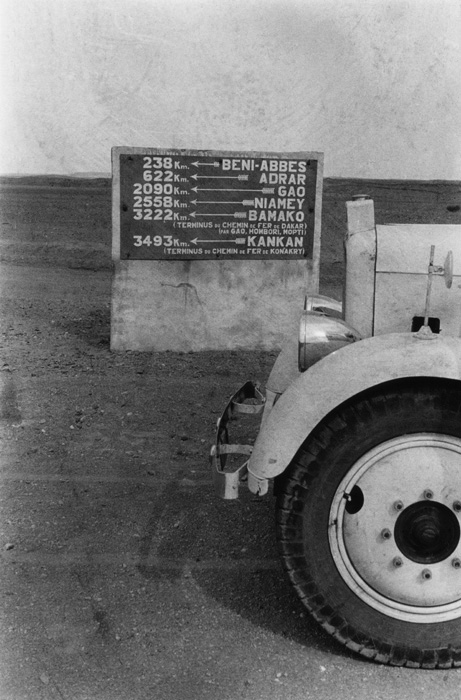 238 Km. BENI-ABBES
622 Km. ADRAR
2090 Km. GAO
2558 Km. NIAMEY
3222 Km. BAMAKO
(TERMINUS DU CHEMIN DE FER DE DAKAR)
(PAR GAO, HOMBORI, MOPTI)
3493 Km. KANKAN
(TERMINUS DU CHEMIN DE FER DE KONAKRY)